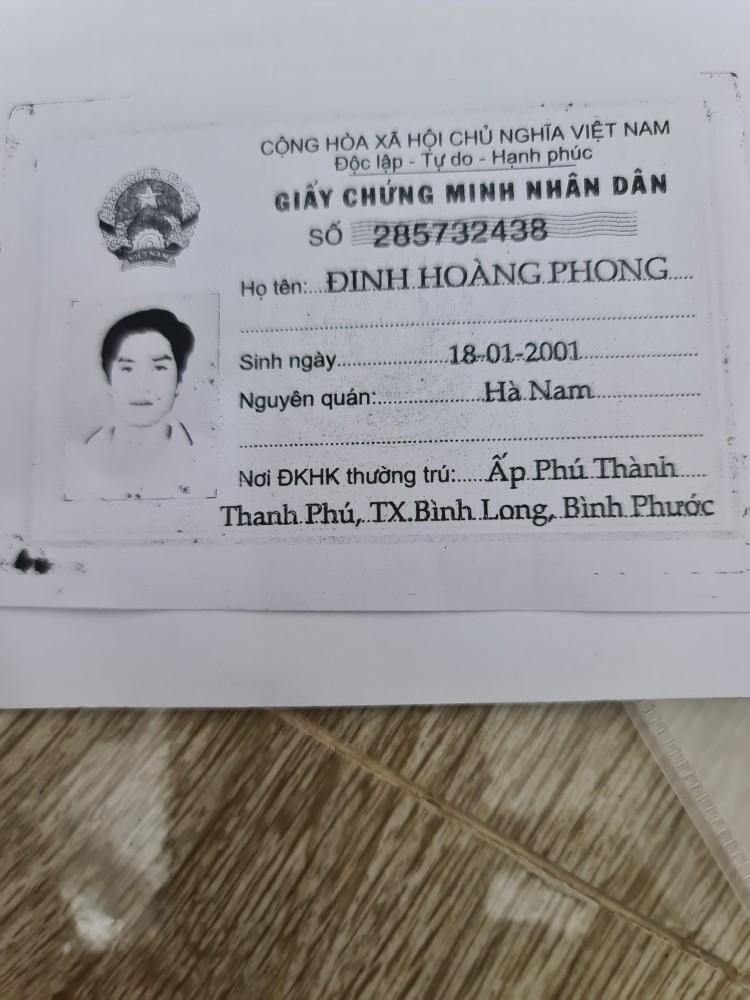 CỘNG HÒA XÃ HỘI CHỦ NGHĨA VIỆT NAM
Độc lập - Tự do - Hạnh phúc
GIẤY CHỨNG MINH NHÂN DÂN
SỐ 285732438
VIỆT NAM
Họ tên:...ĐINH HOÀNG PHONG
Sinh ngày 18-01-2001
Nguyên quán: Hà Nam
Nơi ĐKHK thường trú: Ấp Phú Thành
Thanh Phú, TX.Bình Long, Bình Phước